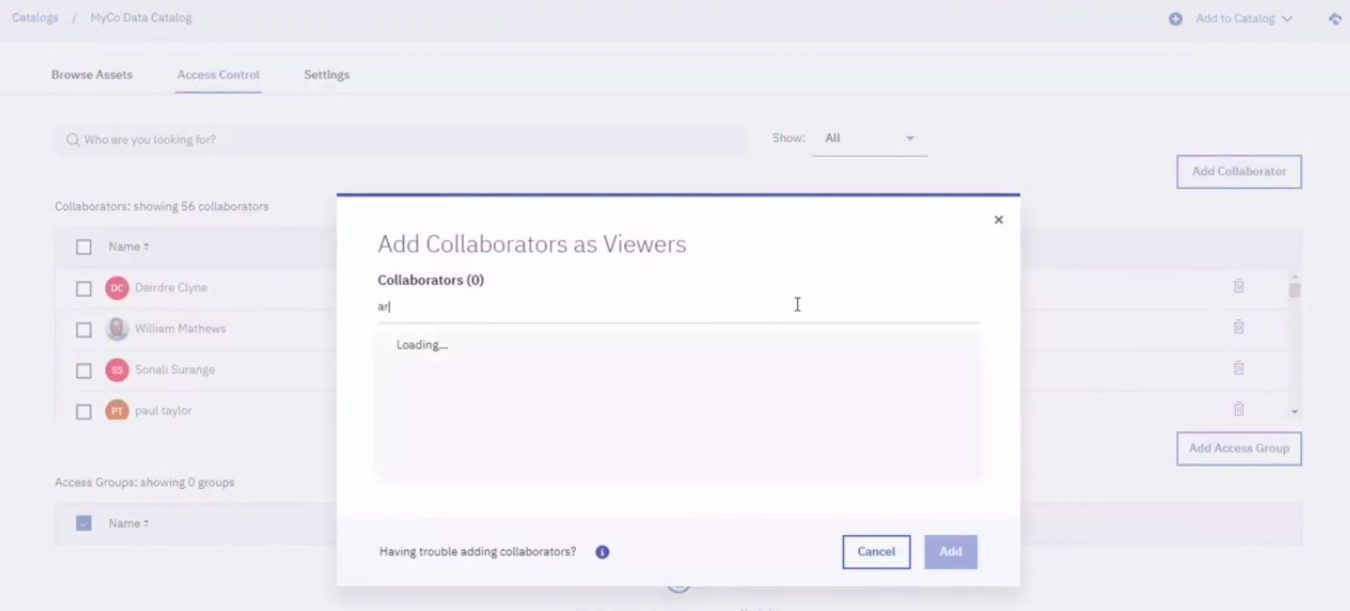 Catalogs / MyCo Data Catalog
Add to Catalog
Browse Assets Access Control Settings
Who are you looking for?
Show: All
Add Collaborator
Collaborators: showing 56 collaborators
Name
DC Deirdre Clyne
William Mathews
SS Sonali Surange
PT paul taylor
Add Access Group
Access Groups: showing 0 groups
Name
Add Collaborators as Viewers
Collaborators (0)
ar
Loading...
Having trouble adding collaborators?
Cancel Add